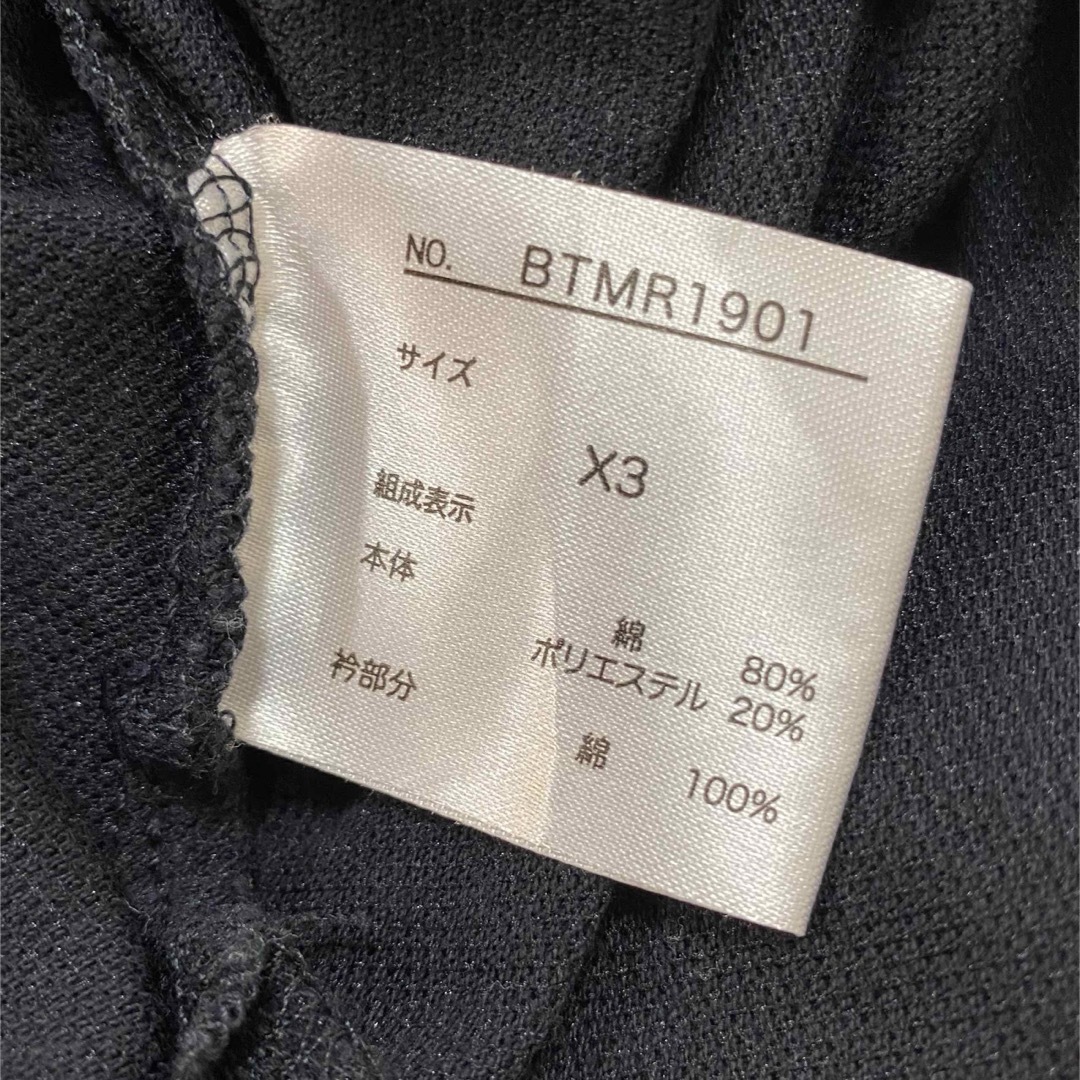 NO. BTMR1901
サイズ
X3
組成表示
本体
綿 80%
ポリエステル 20%
衿部分
綿 100%